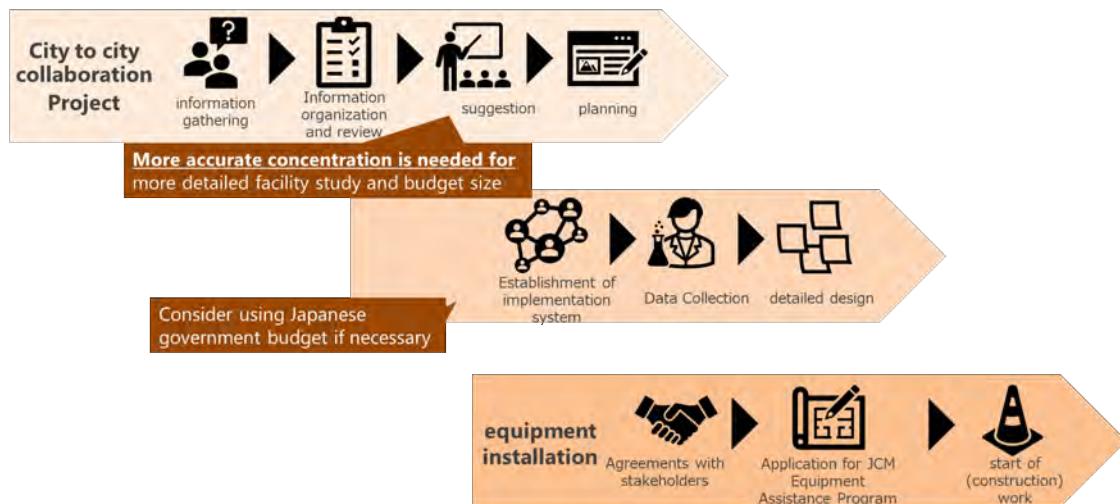 City to city
collaboration
Project
?
information
gathering
Information
organization
and review
suggestion
planning
More accurate concentration is needed for
more detailed facility study and budget size
Establishment of
implementation
system
Data Collection
detailed design
Consider using Japanese
government budget if necessary
equipment
installation
Agreements with
stakeholders
Application for JCM
Equipment
Assistance Program
start of
(construction)
work